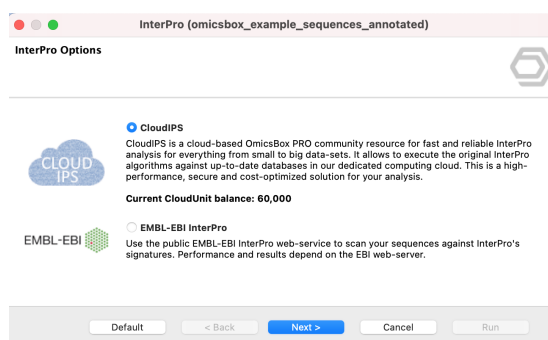 InterPro (omicsbox_example_sequences_annotated)
InterPro Options
CloudIPS
CloudIPS is a cloud-based OmicsBox PRO community resource for fast and reliable InterPro
analysis for everything from small to big data-sets. It allows to execute the original InterPro
algorithms against up-to-date databases in our dedicated computing cloud. This is a high-
performance, secure and cost-optimized solution for your analysis.
CLOUD
IPS
Current CloudUnit balance: 60,000
EMBL-EBI InterPro
EMBL-EBI
Use the public EMBL-EBI InterPro web-service to scan your sequences against InterPro's
signatures. Performance and results depend on the EBI web-server.
Default < Back Next > Cancel Run